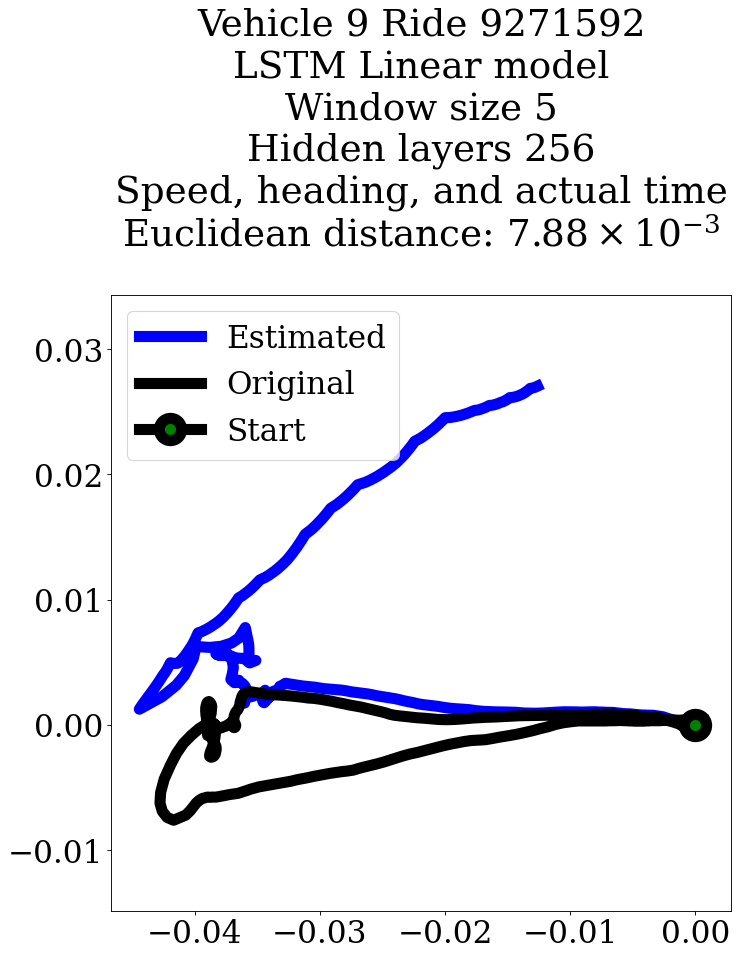 Vehicle 9 Ride 9271592
LSTM Linear model
Window size 5
Hidden layers 256
Speed, heading, and actual time
Euclidean distance: 7.88 × 10⁻³
Estimated
Original
Start
0.03
0.02
0.01
0.00
−0.01
−0.04 −0.03 −0.02 −0.01 0.00